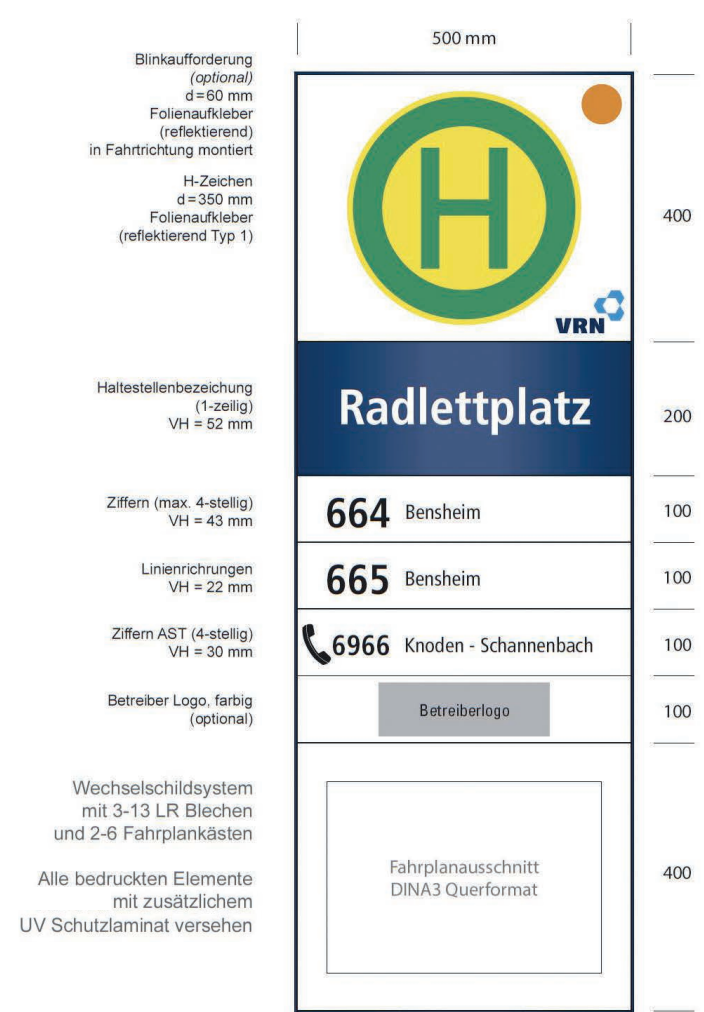 500 mm
Blinkaufforderung
(optional)
d=60 mm
Folienaufkleber
(reflektierend)
in Fahrtrichtung montiert
H-Zeichen
d=350 mm
Folienaufkleber
(reflektierend Typ 1)
H
VRN
400
Haltestellenbezeichung
(1-zeilig)
VH = 52 mm
Radlettplatz
200
Ziffern (max. 4-stellig)
VH = 43 mm
664 Bensheim
100
Linienrichrungen
VH = 22 mm
665 Bensheim
100
Ziffern AST (4-stellig)
VH = 30 mm
6966 Knoden - Schannenbach
100
Betreiber Logo, farbig
(optional)
Betreiberlogo
100
Wechselschildsystem
mit 3-13 LR Blechen
und 2-6 Fahrplankästen
Alle bedruckten Elemente
mit zusätzlichem
UV Schutzlaminat versehen
Fahrplanausschnitt
DINA3 Querformat
400